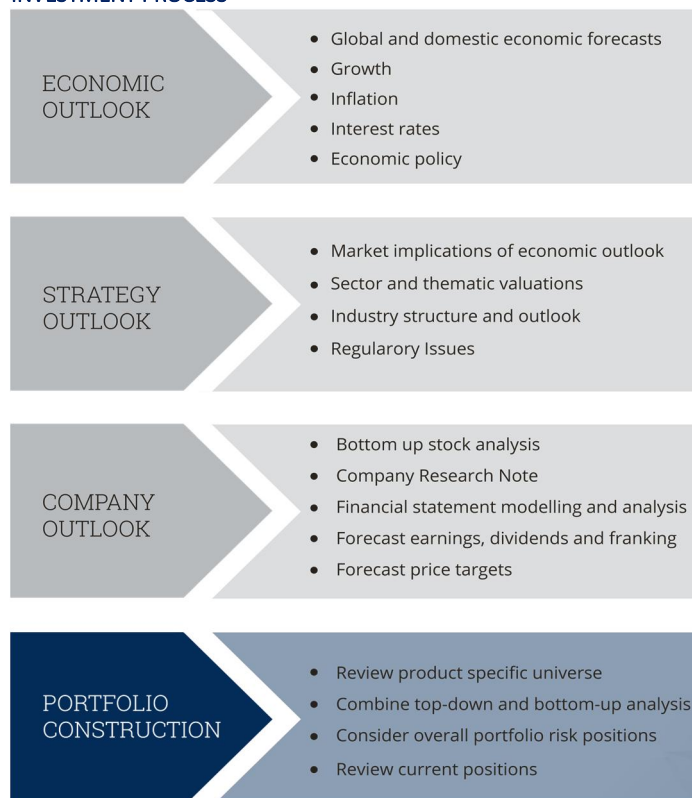 INVESTMENT PROCESS
ECONOMIC
OUTLOOK
Global and domestic economic forecasts
Growth
Inflation
Interest rates
Economic policy
STRATEGY
OUTLOOK
Market implications of economic outlook
Sector and thematic valuations
Industry structure and outlook
Regularory Issues
COMPANY
OUTLOOK
Bottom up stock analysis
Company Research Note
Financial statement modelling and analysis
Forecast earnings, dividends and franking
Forecast price targets
PORTFOLIO
CONSTRUCTION
Review product specific universe
Combine top-down and bottom-up analysis
Consider overall portfolio risk positions
Review current positions